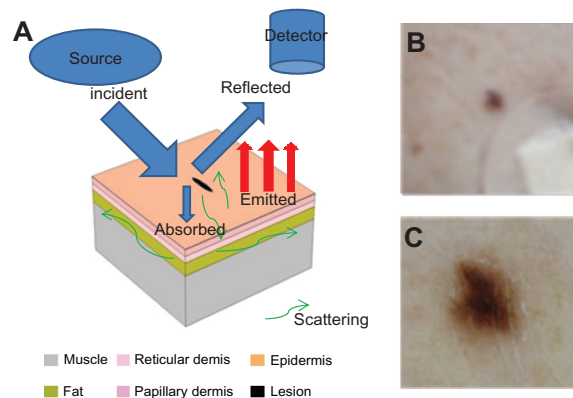 A
Source
incident
Detector
Reflected
Emitted
Absorbed
Scattering
Muscle
Reticular demis
Epidermis
Fat
Papillary dermis
Lesion
B
C